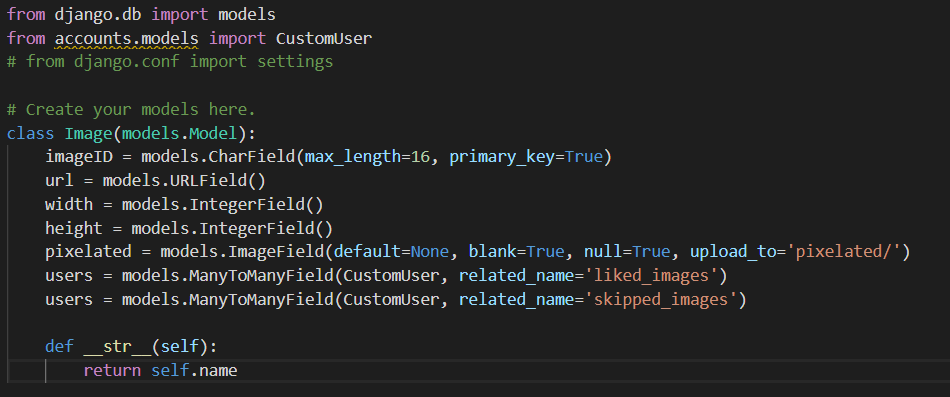 from django.db import models
from accounts.models import CustomUser
# from django.conf import settings
# Create your models here.
class Image(models.Model):
imageID = models.CharField(max_length=16, primary_key=True)
url = models.URLField()
width = models.IntegerField()
height = models.IntegerField()
pixelated = models.ImageField(default=None, blank=True, null=True, upload_to='pixelated/')
users = models.ManyToManyField(CustomUser, related_name='liked_images')
users = models.ManyToManyField(CustomUser, related_name='skipped_images')
def __str__(self):
return self.name